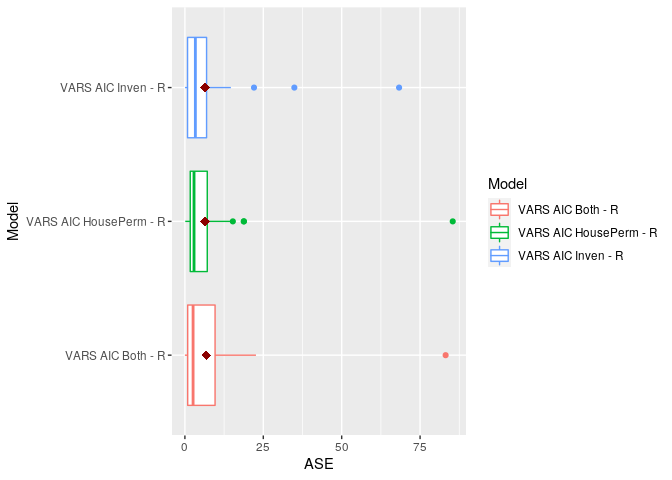 VARS AIC Inven - R
VARS AIC HousePerm - R
VARS AIC Both - R
Model
0 25 50 75
ASE
Model
VARS AIC Both - R
VARS AIC HousePerm - R
VARS AIC Inven - R